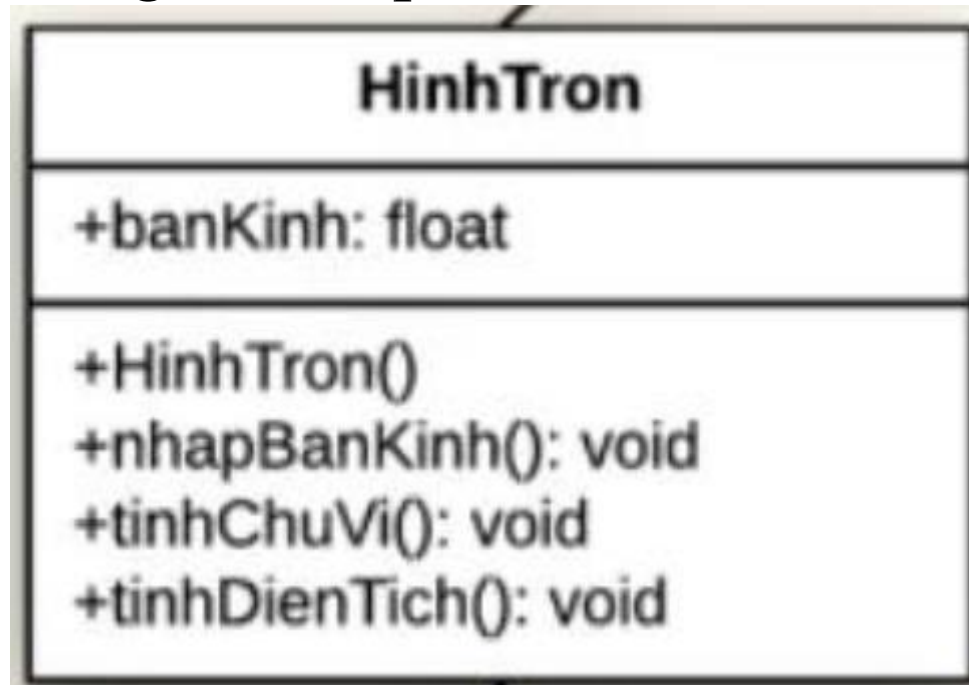 HinhTron
+banKinh: float
+HinhTron()
+nhapBanKinh(): void
+tinhChuVi(): void
+tinhDienTich(): void